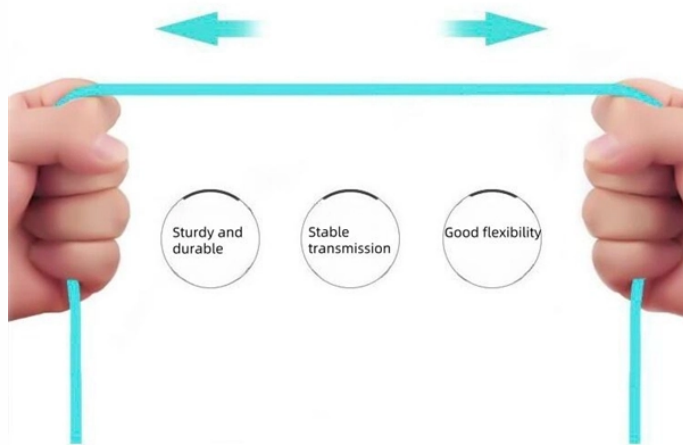 Sturdy and
durable
Stable
transmission
Good flexibility